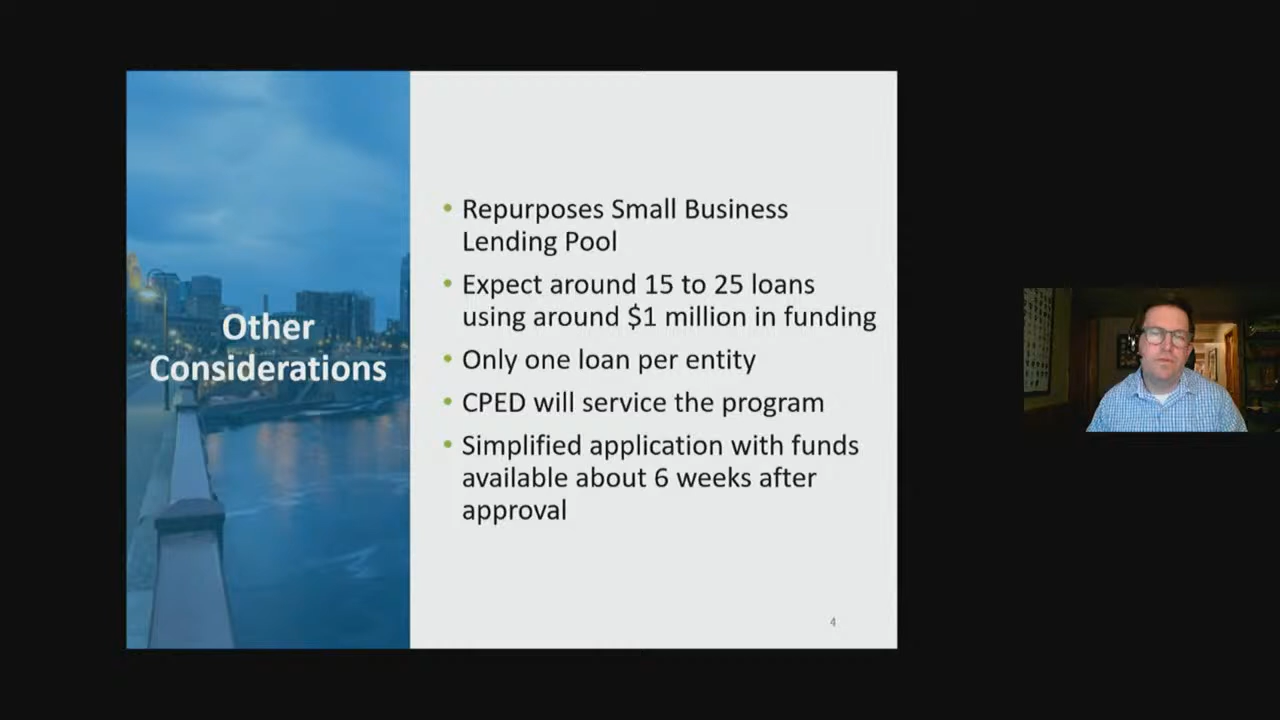 Other
Considerations
• Repurposes Small Business
Lending Pool
• Expect around 15 to 25 loans
using around $1 million in funding
• Only one loan per entity
• CPED will service the program
• Simplified application with funds
available about 6 weeks after
approval
4